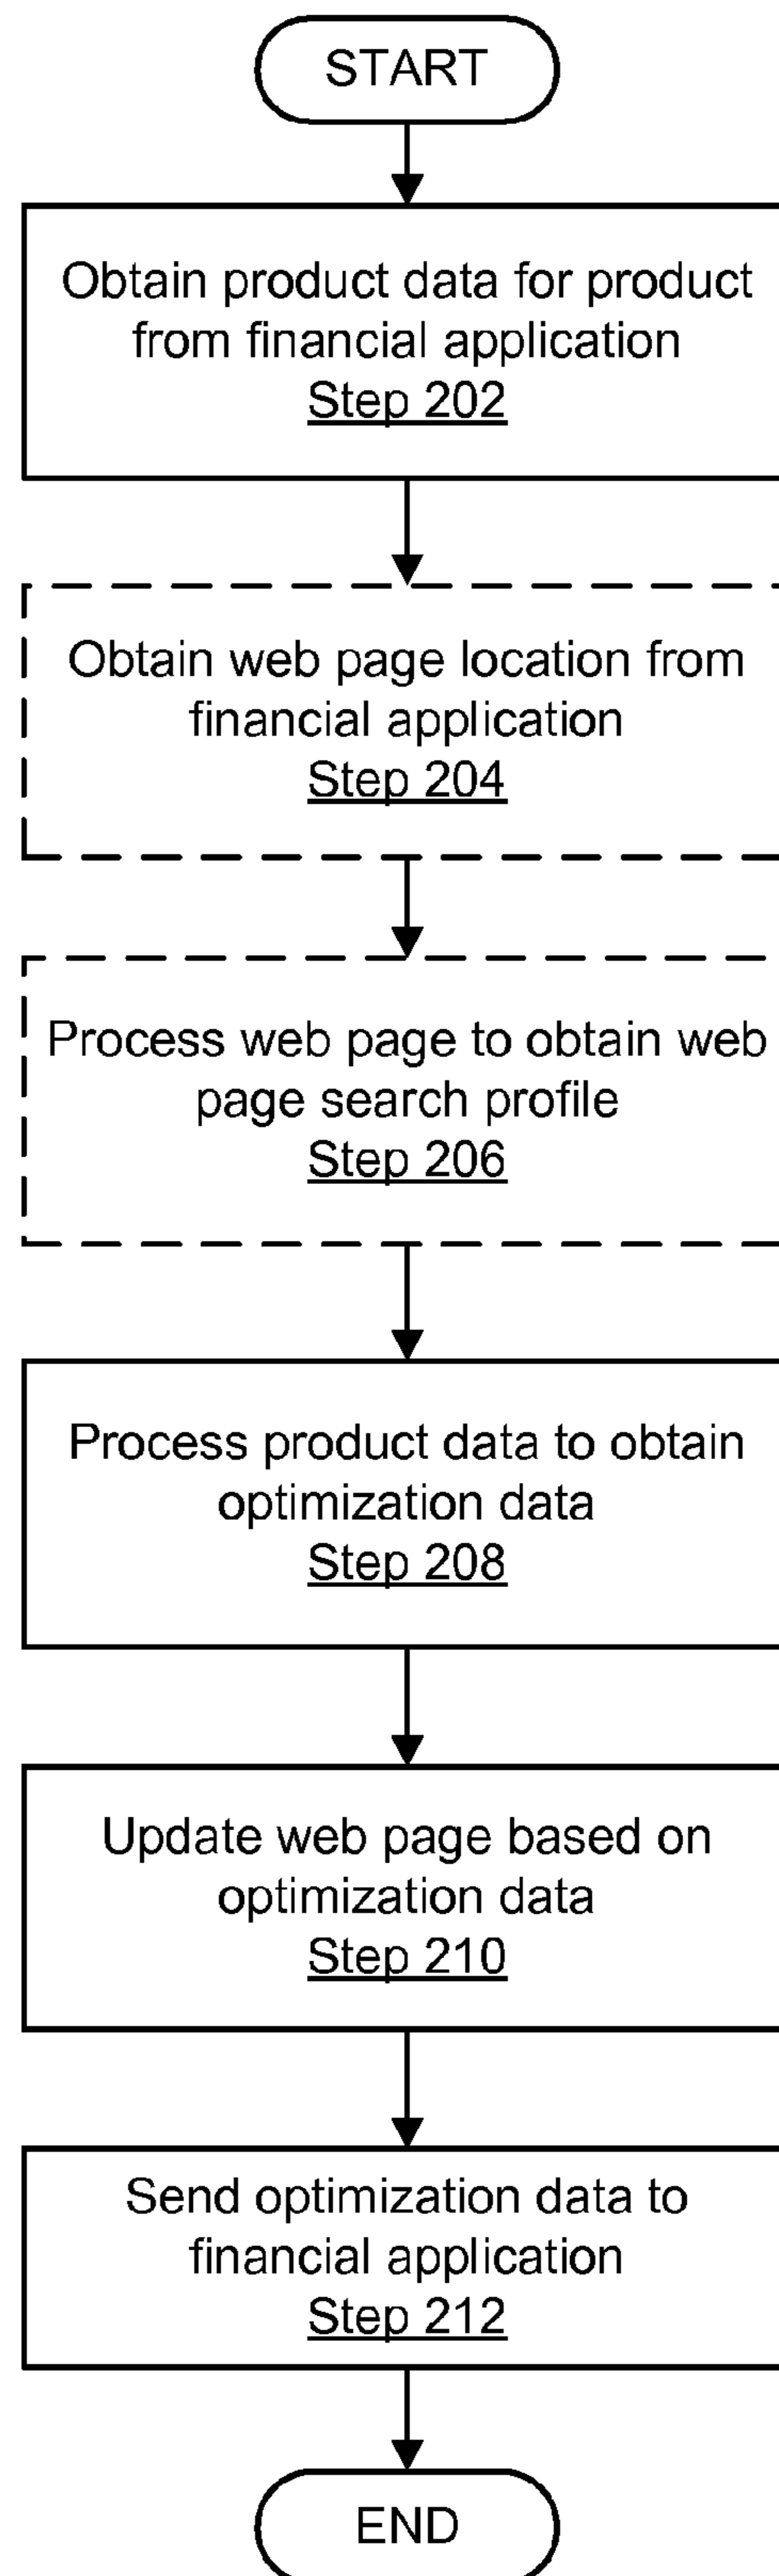 START
Obtain product data for product
from financial application
Step 202
Obtain web page location from
financial application
Step 204
Process web page to obtain web
page search profile
Step 206
Process product data to obtain
optimization data
Step 208
Update web page based on
optimization data
Step 210
Send optimization data to
financial application
Step 212
END